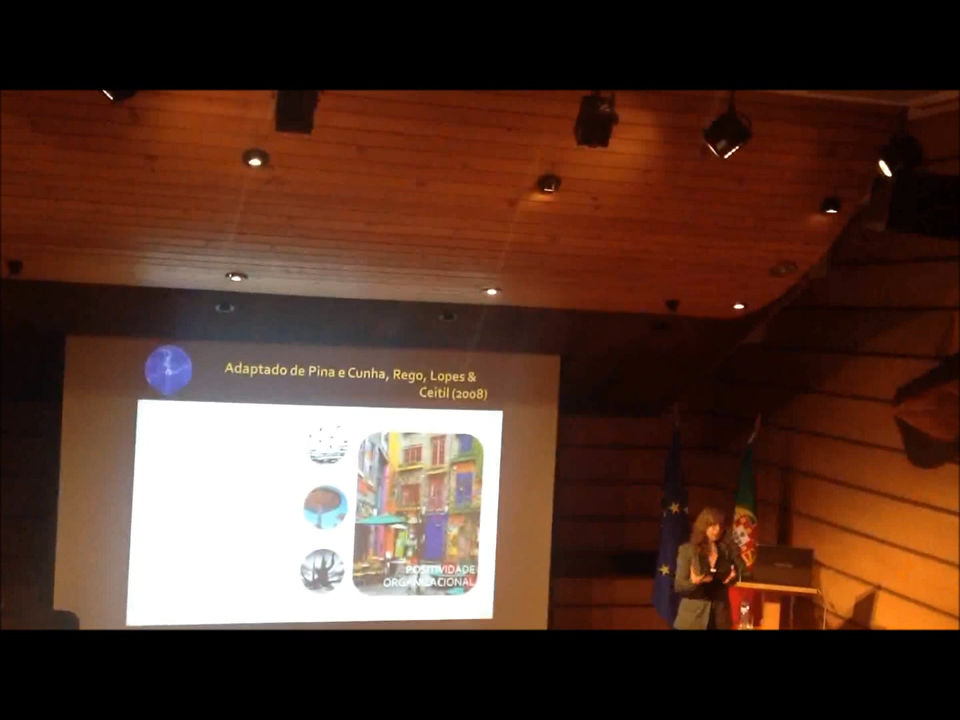 Adaptado de Pina e Cunha, Rego, Lopes &
Ceitil (2008)
POSITIVIDADE
ORGANIZACIONAL